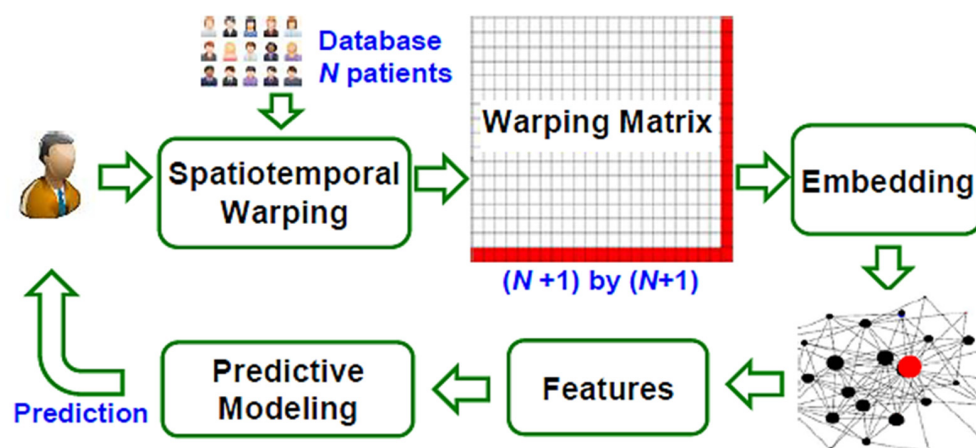 Database
N patients
Spatiotemporal
Warping
Warping Matrix
(N +1) by (N+1)
Embedding
Features
Predictive
Modeling
Prediction